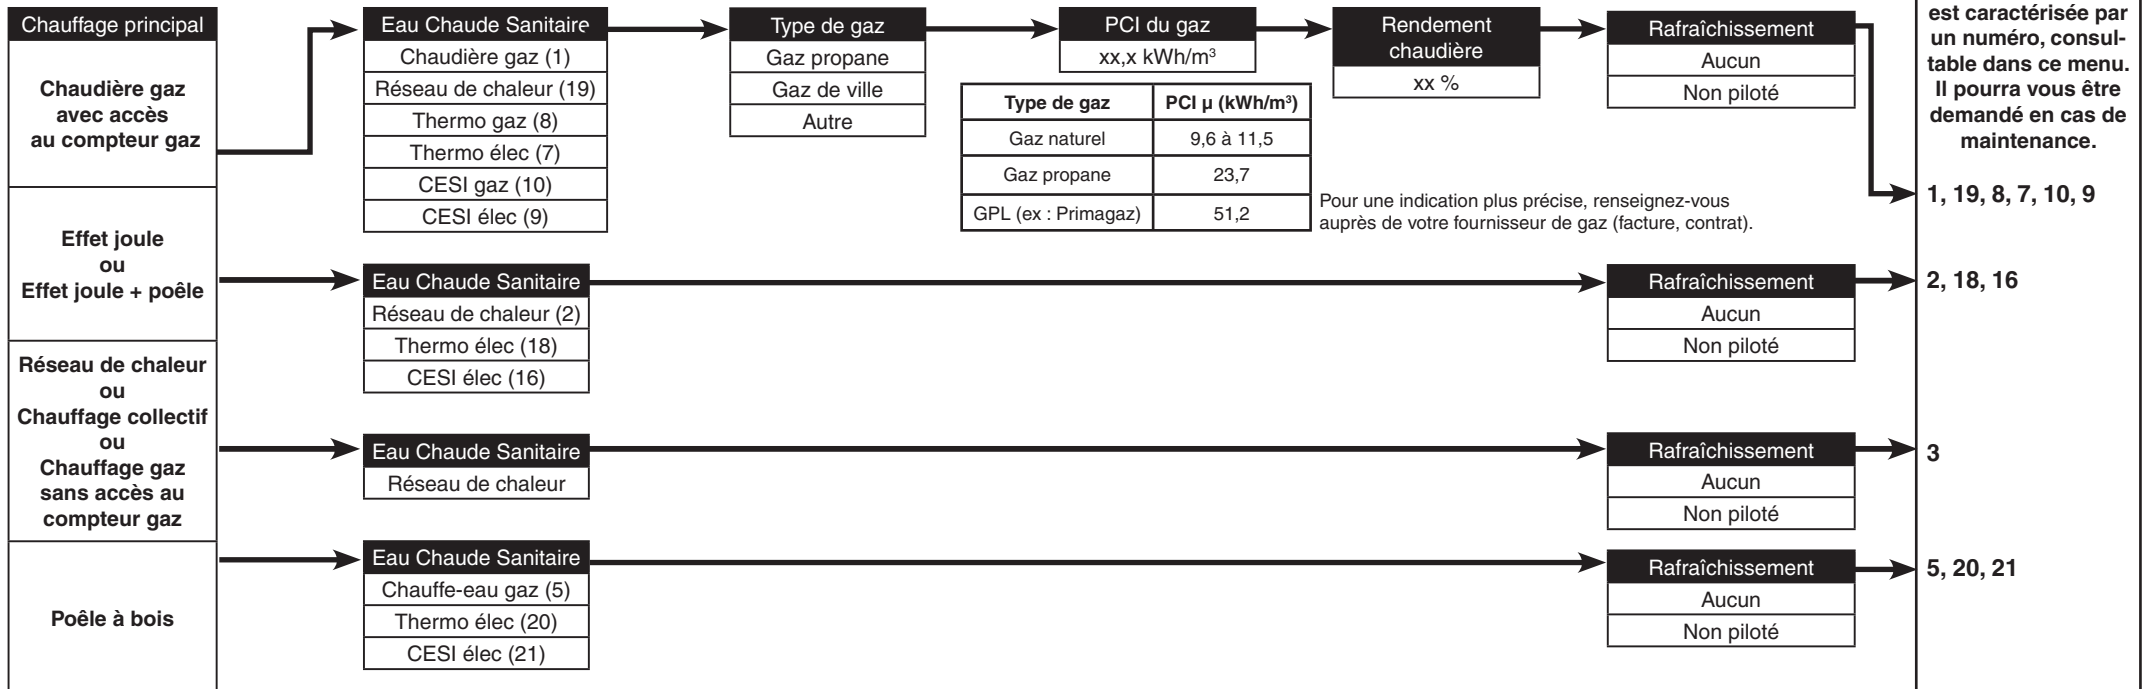 Chauffage principal
Chaudière gaz
avec accès
au compteur gaz
Eau Chaude Sanitaire
Chaudière gaz (1)
Réseau de chaleur (19)
Thermo gaz (8)
Thermo élec (7)
CESI gaz (10)
CESI élec (9)
Type de gaz
Gaz propane
Gaz de ville
Autre
PCI du gaz
xx,x kWh/m³
Type de gaz PCI µ (kWh/m³)
Gaz naturel 9,6 à 11,5
Gaz propane 23,7
GPL (ex : Primagaz) 51,2
Rendement
chaudière
xx %
Pour une indication plus précise, renseignez-vous
auprès de votre fournisseur de gaz (facture, contrat).
Rafraîchissement
Aucun
Non piloté
est caractérisée par
un numéro, consul-
table dans ce menu.
Il pourra vous être
demandé en cas de
maintenance.
1, 19, 8, 7, 10, 9
Effet joule
ou
Effet joule + poêle
Eau Chaude Sanitaire
Réseau de chaleur (2)
Thermo élec (18)
CESI élec (16)
Rafraîchissement
Aucun
Non piloté
2, 18, 16
Réseau de chaleur
ou
Chauffage collectif
ou
Chauffage gaz
sans accès au
compteur gaz
Eau Chaude Sanitaire
Réseau de chaleur
Rafraîchissement
Aucun
Non piloté
3
Poêle à bois
Eau Chaude Sanitaire
Chauffe-eau gaz (5)
Thermo élec (20)
CESI élec (21)
Rafraîchissement
Aucun
Non piloté
5, 20, 21